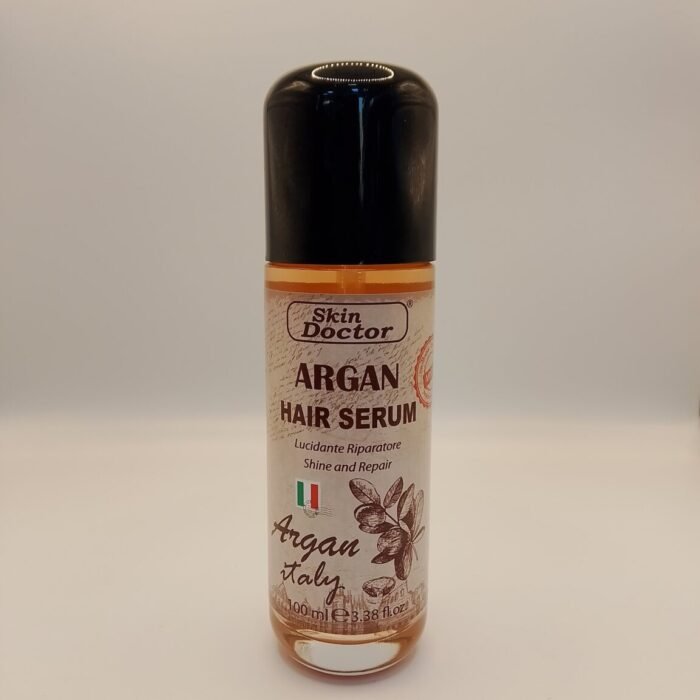 Skin
Doctor®
ARGAN
HAIR SERUM
Lucidante Riparatore
Shine and Repair
Argan
italy
100 ml ℮ 3.38 fl.oz